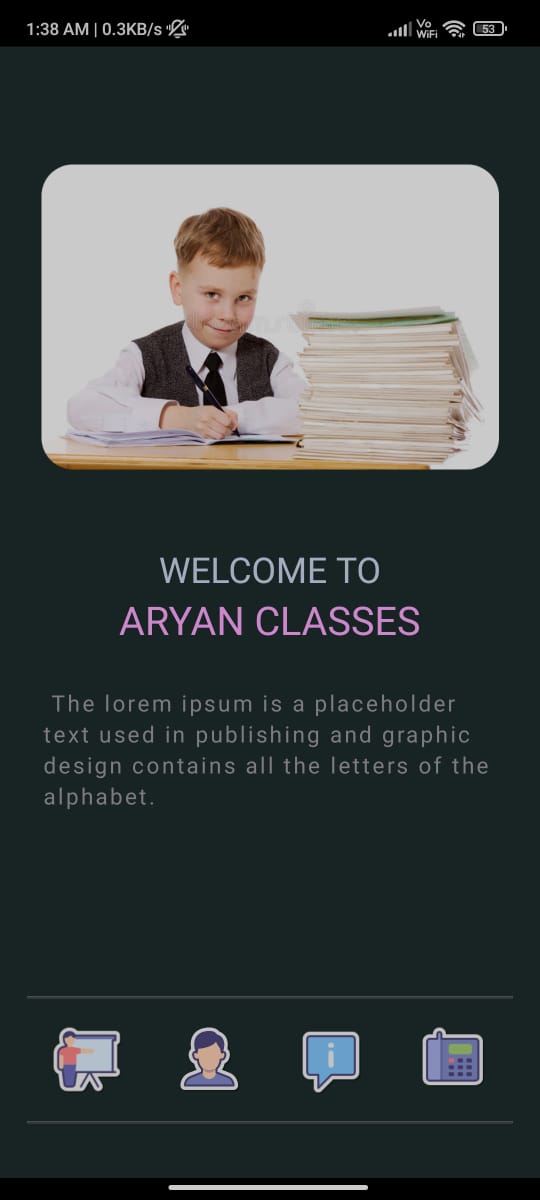 1:38 AM | 0.3KB/s
Vo
WiFi
53
WELCOME TO
ARYAN CLASSES
The lorem ipsum is a placeholder
text used in publishing and graphic
design contains all the letters of the
alphabet.
i